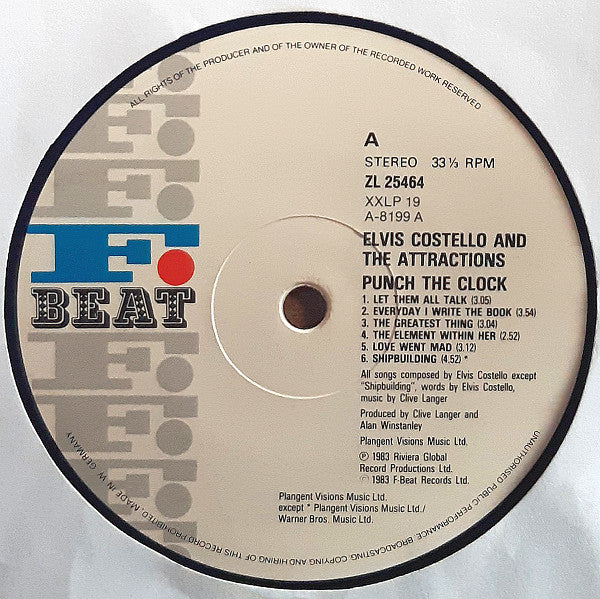 ALL RIGHTS OF THE PRODUCER AND OF THE OWNER OF THE RECORDED WORK RESERVED
A
STEREO 33⅓ RPM
ZL 25464
XXLP 19
A-8199 A
ELVIS COSTELLO AND
THE ATTRACTIONS
PUNCH THE CLOCK
1. LET THEM ALL TALK (3.05)
2. EVERYDAY I WRITE THE BOOK (3.54)
3. THE GREATEST THING (3.04)
4. THE ELEMENT WITHIN HER (2.52)
5. LOVE WENT MAD (3.12)
6. SHIPBUILDING (4.52) *
All songs composed by Elvis Costello except
"Shipbuilding", words by Elvis Costello,
music by Clive Langer
Produced by Clive Langer and
Alan Winstanley
Plangent Visions Music Ltd.
℗ 1983 Riviera Global
Record Productions Ltd.
© 1983 F-Beat Records Ltd.
Plangent Visions Music Ltd.
except * Plangent Visions Music Ltd./
Warner Bros. Music Ltd.
F.
BEAT
UNAUTHORISED PUBLIC PERFORMANCE, BROADCASTING, COPYING AND HIRING OF THIS RECORD PROHIBITED. MADE IN W. GERMANY